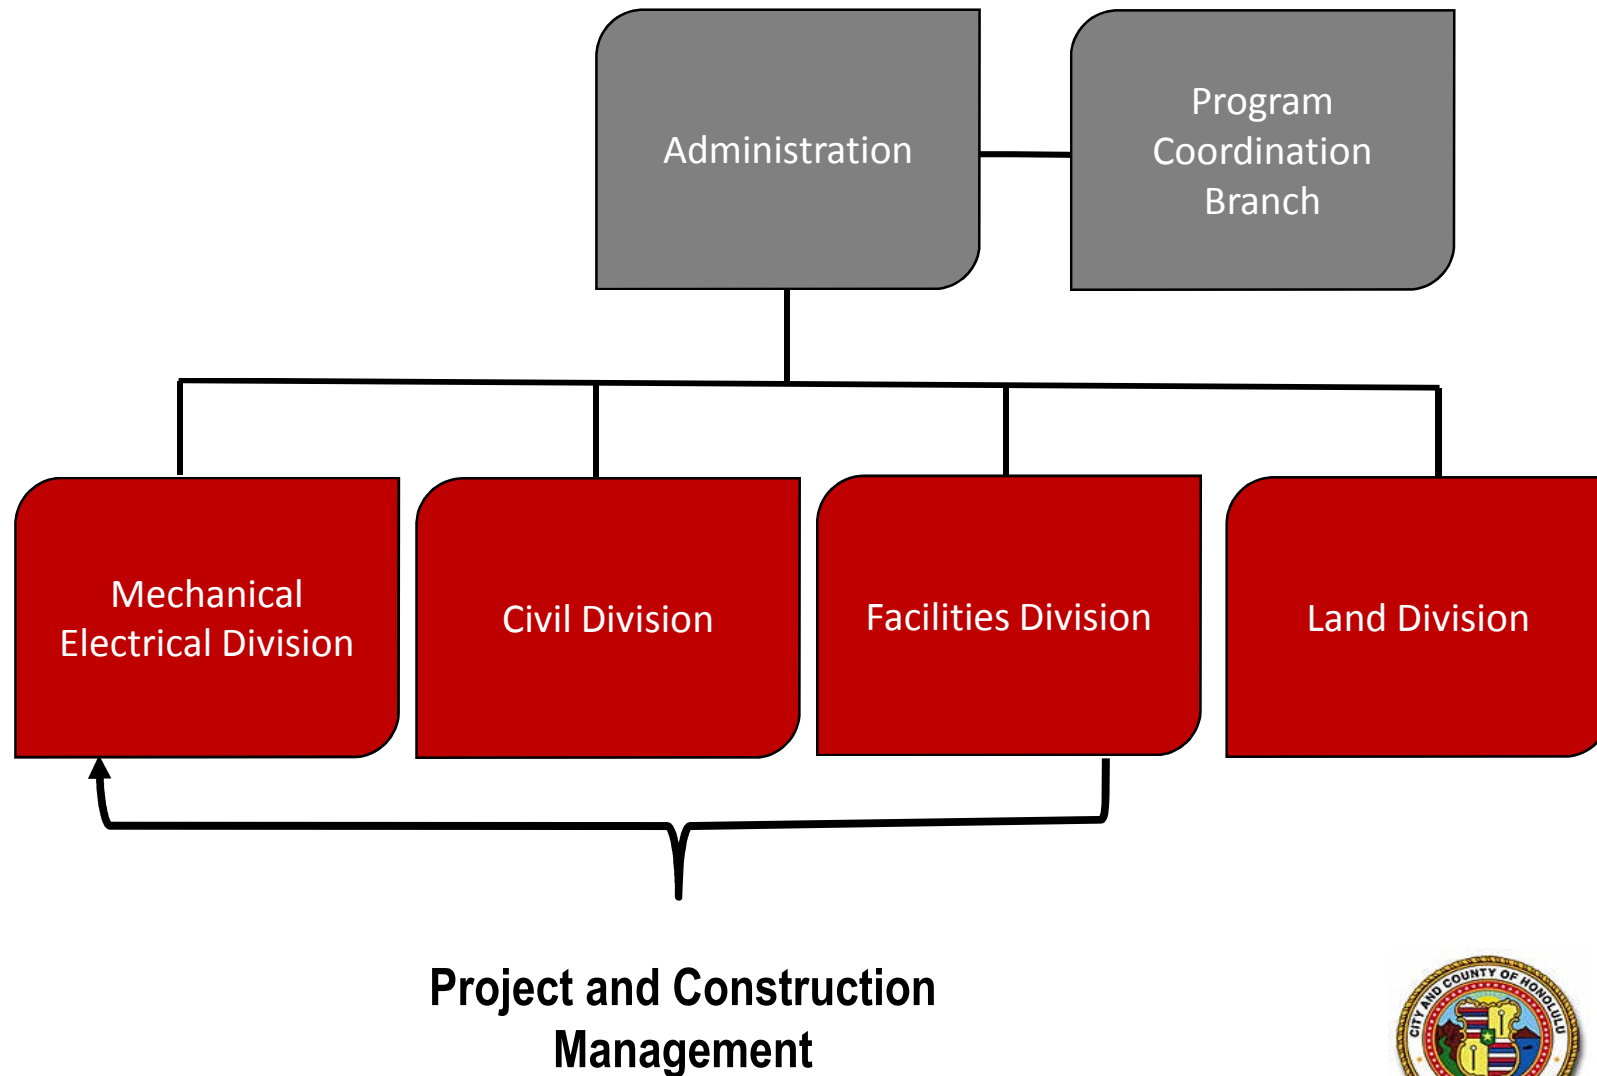 Administration
Program
Coordination
Branch
Mechanical
Electrical Division
Civil Division
Facilities Division
Land Division
Project and Construction
Management
CITY AND COUNTY OF HONOLULU